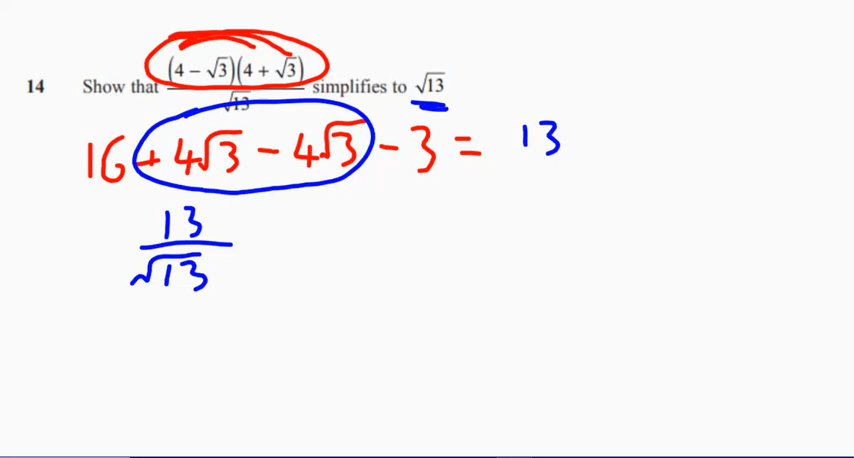 14 Show that (4 − √3)(4 + √3) / √13 simplifies to √13
16 + 4√3 − 4√3 − 3 = 13
13
√13